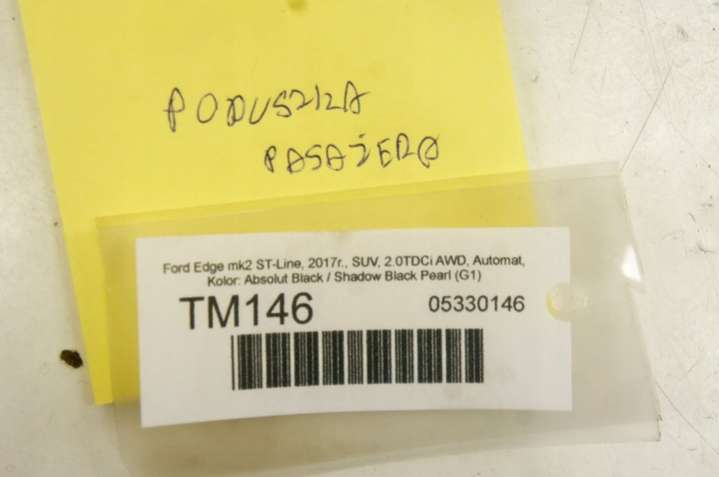 PODUSZKA
PASAŻERA
Ford Edge mk2 ST-Line, 2017r., SUV, 2.0TDCi AWD, Automat,
Kolor: Absolut Black / Shadow Black Pearl (G1)
TM146 05330146